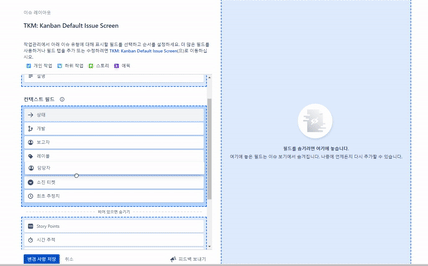 이슈 레이아웃
TKM: Kanban Default Issue Screen
작업관리에서 아래 이슈 유형에 대해 표시할 필드를 선택하고 순서를 설정하세요. 더 많은 필드를
사용하거나 필드 탭을 추가 또는 수정하려면 TKM: Kanban Default Issue Screen(으)로 이동하십
시오.
개인 작업 하위 작업 스토리 에픽
설명
컨텍스트 필드
상태
개발
보고자
레이블
담당자
수정 버전
최초 추정치
비어 있으면 숨기기
Story Points
시간 추적
변경 사항 저장 취소 피드백 보내기
필드를 숨기려면 여기에 놓습니다.
여기에 놓은 필드는 이슈 보기에서 숨겨집니다. 나중에 언제든지 다시 추가할 수 있습니다.